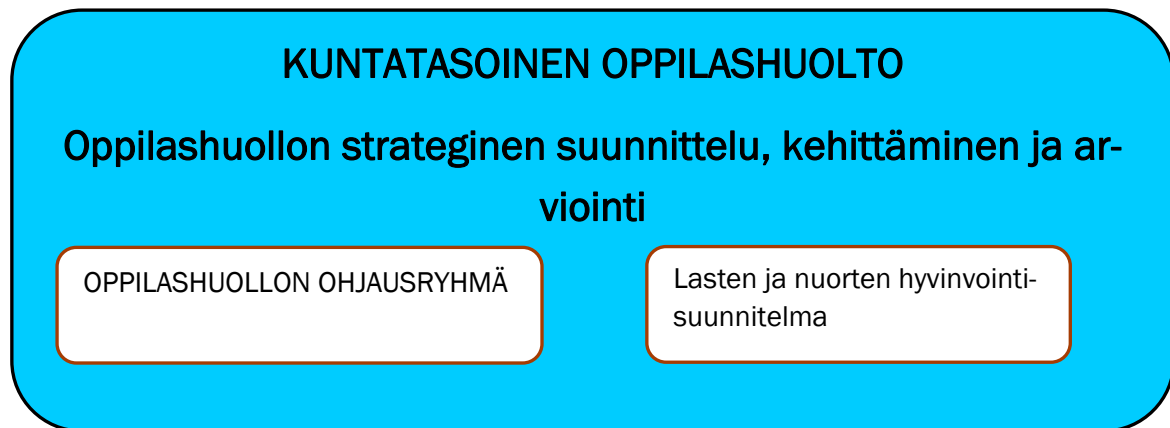 KUNTATASOINEN OPPILASHUOLTO
Oppilashuollon strateginen suunnittelu, kehittäminen ja ar-
viointi
OPPILASHUOLLON OHJAUSRYHMÄ
Lasten ja nuorten hyvinvointi-
suunnitelma